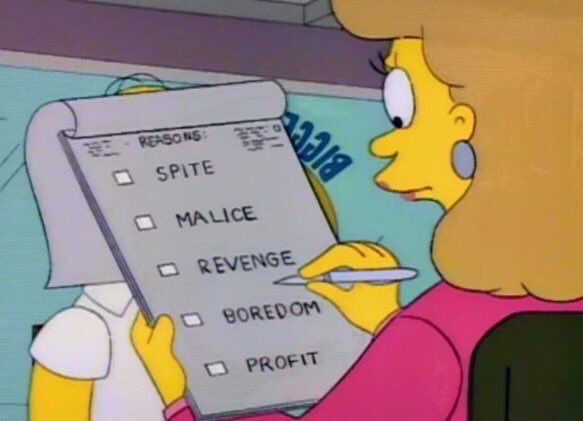 REASONS:
SPITE
MALICE
REVENGE
BOREDOM
PROFIT